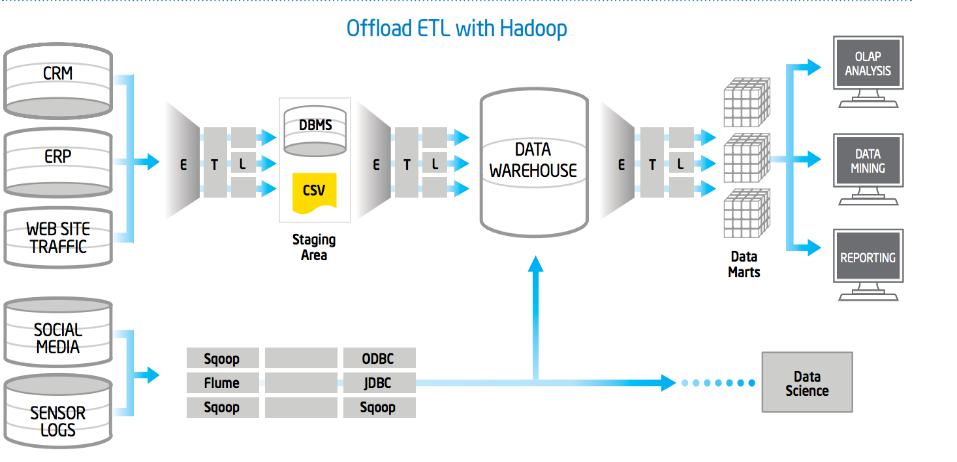 Offload ETL with Hadoop
CRM
ERP
WEB SITE
TRAFFIC
E T L
DBMS
CSV
Staging
Area
E T L
DATA
WAREHOUSE
E T L
Data
Marts
OLAP
ANALYSIS
DATA
MINING
REPORTING
SOCIAL
MEDIA
SENSOR
LOGS
Sqoop ODBC
Flume JDBC
Sqoop Sqoop
Data
Science